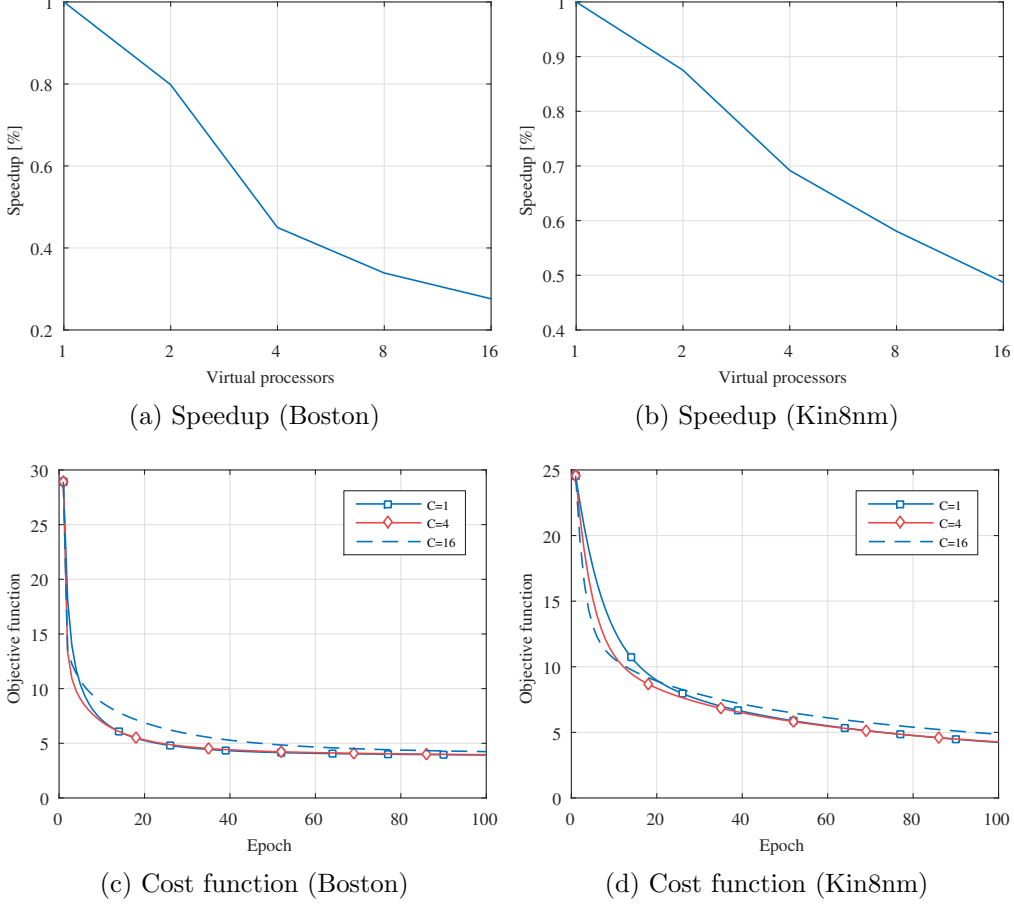 1
0.8
0.6
0.4
0.2
Speedup [%]
1 2 4 8 16
Virtual processors
(a) Speedup (Boston)
1
0.9
0.8
0.7
0.6
0.5
0.4
Speedup [%]
1 2 4 8 16
Virtual processors
(b) Speedup (Kin8nm)
30
25
20
15
10
5
0
Objective function
C=1
C=4
C=16
0 20 40 60 80 100
Epoch
(c) Cost function (Boston)
25
20
15
10
5
0
Objective function
C=1
C=4
C=16
0 20 40 60 80 100
Epoch
(d) Cost function (Kin8nm)